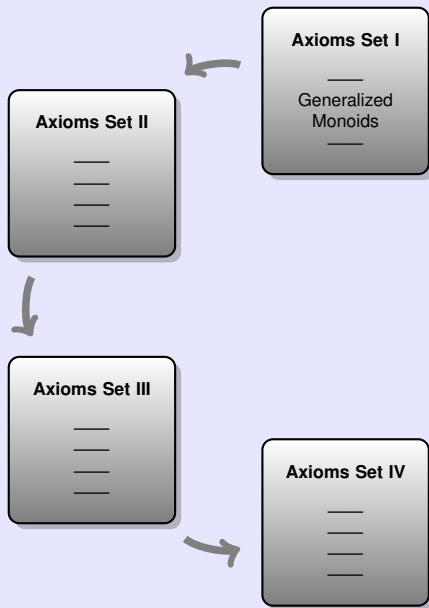 Axioms Set I
Generalized
Monoids
Axioms Set II
Axioms Set III
Axioms Set IV